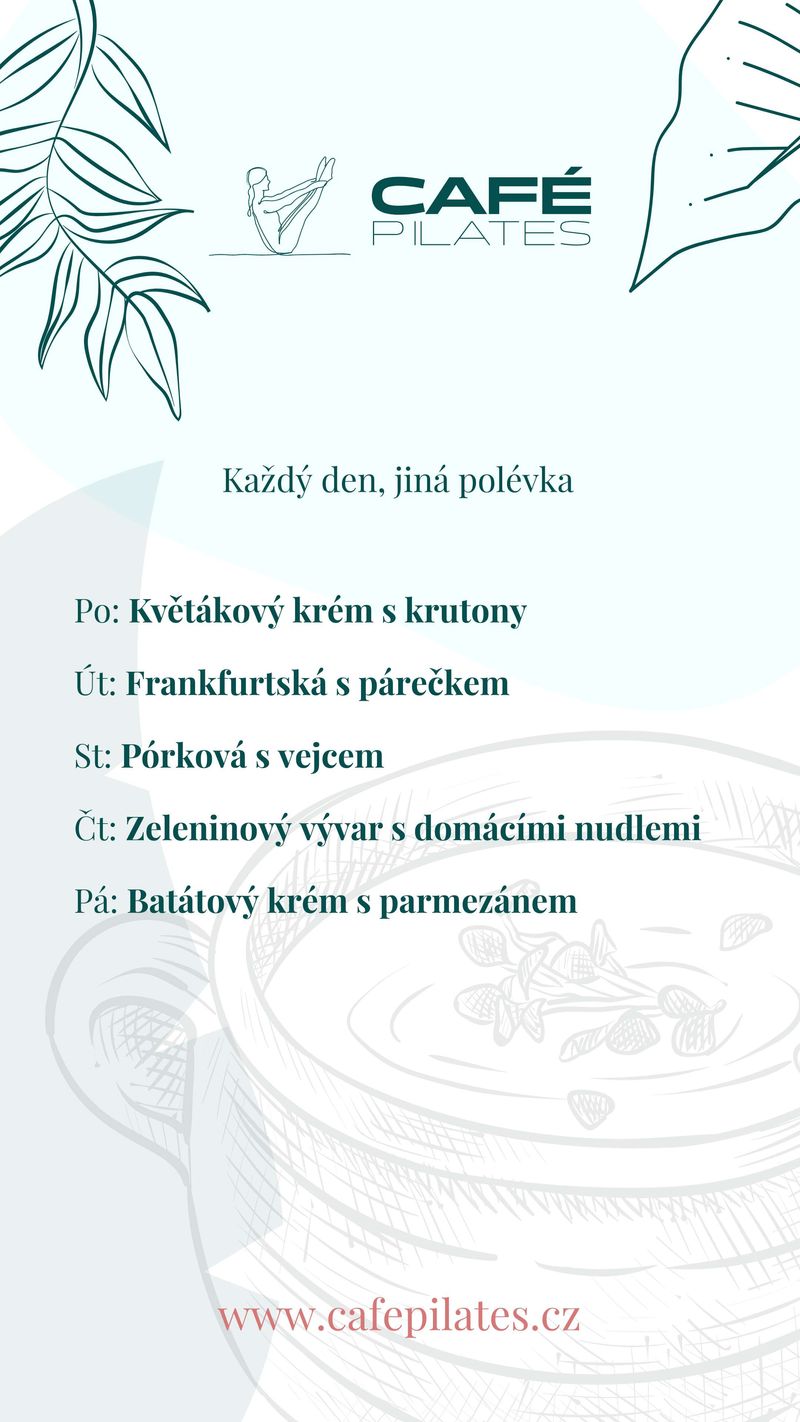 CAFÉ
PILATES
Každý den, jiná polévka
Po: Květákový krém s krutony
Út: Frankfurtská s párečkem
St: Pórková s vejcem
Čt: Zeleninový vývar s domácími nudlemi
Pá: Batátový krém s parmezánem
www.cafepilates.cz